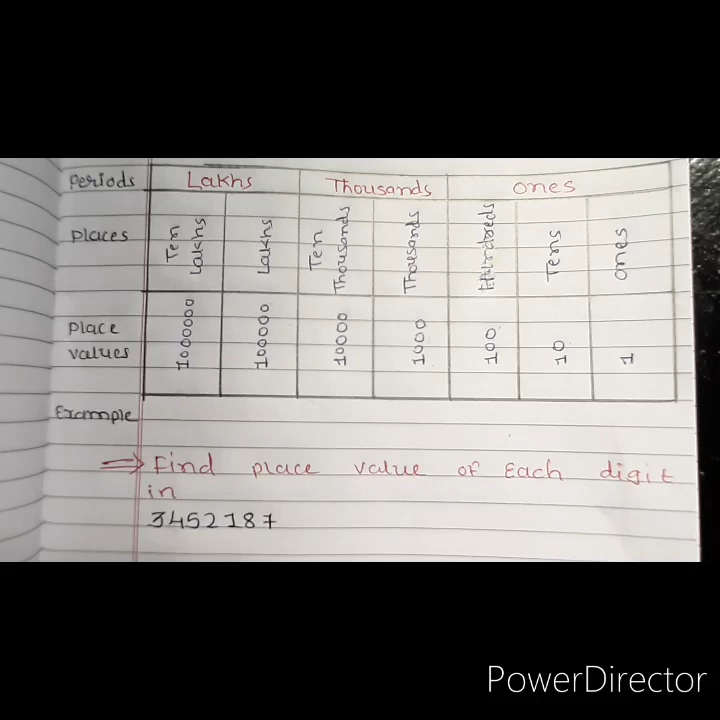 Periods Lakhs Thousands ones
Places Ten Lakhs Lakhs Ten Thousands Thousands Hundreds Tens ones
Place values 1000000 100000 10000 1000 100 10 1
Example
⇒ Find place value of Each digit
in
3452187
PowerDirector